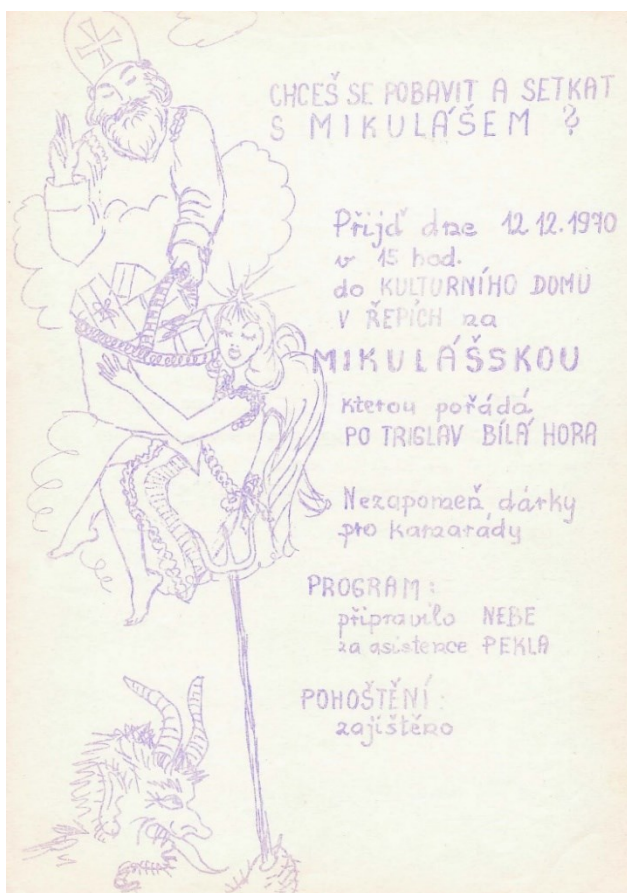 CHCEŠ SE POBAVIT A SETKAT
S MIKULÁŠEM ?
Přijď dne 12.12.1970
v 15 hod.
do KULTURNÍHO DOMU
V ŘEPÍCH na
MIKULÁŠSKOU
kterou pořádá
PO TRIGLAV BÍLÁ HORA
Nezapomeň dárky
pro kamarády
PROGRAM :
připravilo NEBE
za asistence PEKLA
POHOŠTĚNÍ :
zajištěno